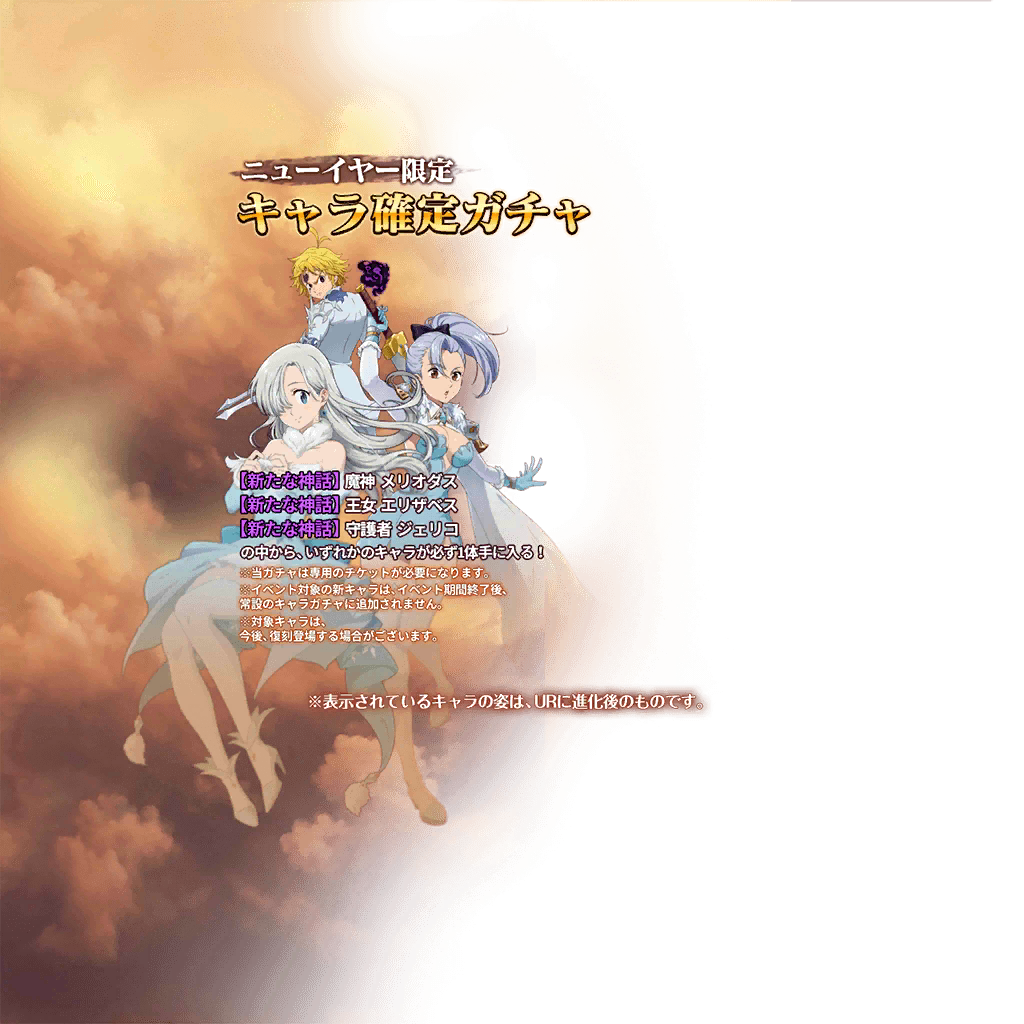 ニューイヤー限定
キャラ確定ガチャ
【新たな神話】魔神 メリオダス
【新たな神話】王女 エリザベス
【新たな神話】守護者 ジェリコ
の中から、いずれかのキャラが必ず1体手に入る！
※当ガチャは専用のチケットが必要になります。
※イベント対象の新キャラは、イベント期間終了後、
常設のキャラガチャに追加されません。
※対象キャラは、
今後、復刻登場する場合がございます。
※表示されているキャラの姿は、URに進化後のものです。